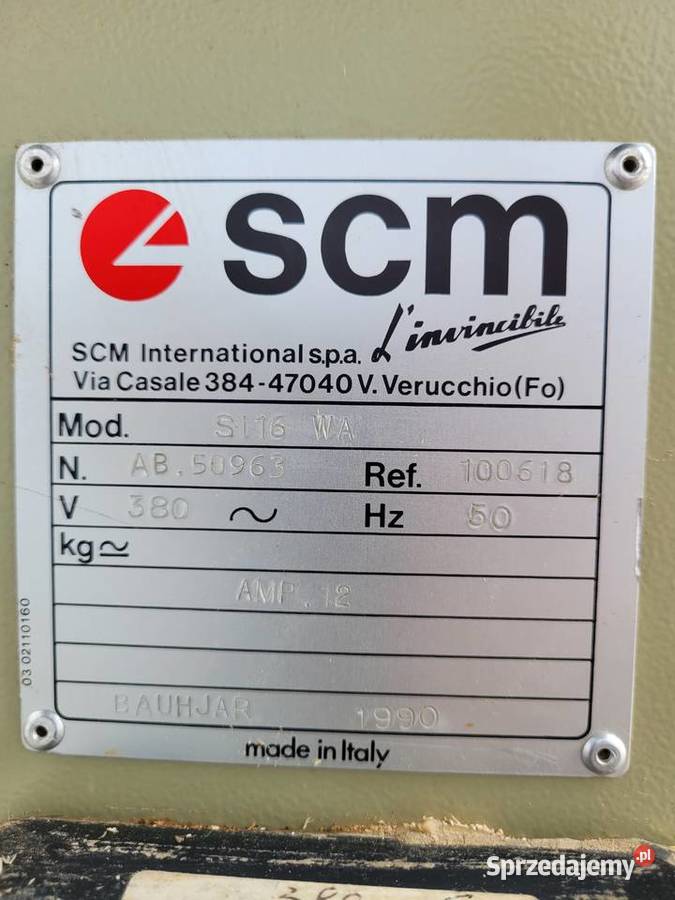 scm
L'invincibile
SCM International s.p.a.
Via Casale 384-47040 V. Verucchio (Fo)
Mod. SI16 WA
N. AB.50963 Ref. 100618
V 380 ~ Hz 50
kg≃
AMP.12
BAUHJAR 1990
made in Italy
03 02110160
Sprzedajemy.pl